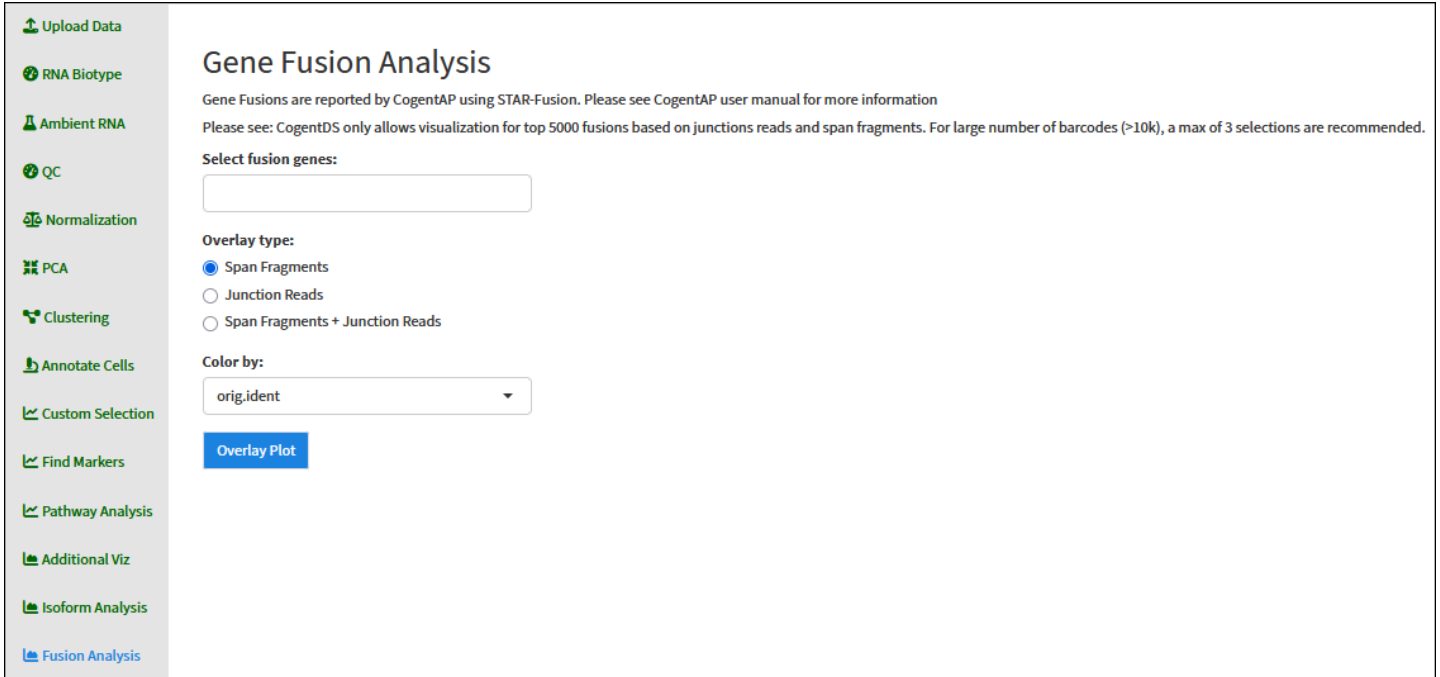 Upload Data
RNA Biotype
Ambient RNA
QC
Normalization
PCA
Clustering
Annotate Cells
Custom Selection
Find Markers
Pathway Analysis
Additional Viz
Isoform Analysis
Fusion Analysis
Gene Fusion Analysis
Gene Fusions are reported by CogentAP using STAR-Fusion. Please see CogentAP user manual for more information
Please see: CogentDS only allows visualization for top 5000 fusions based on junctions reads and span fragments. For large number of barcodes (>10k), a max of 3 selections are recommended.
Select fusion genes:
Overlay type:
Span Fragments
Junction Reads
Span Fragments + Junction Reads
Color by:
orig.ident
Overlay Plot